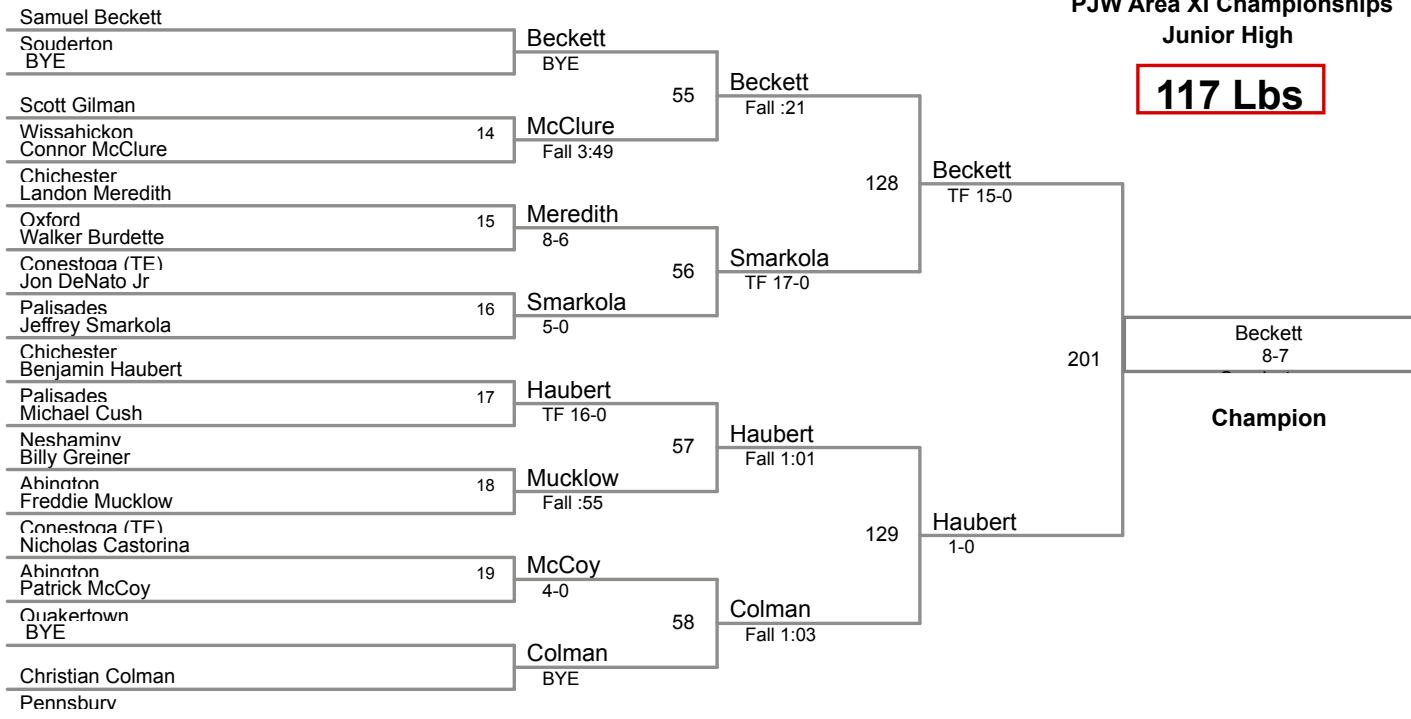 PJW Area XI Championships
Junior High
117 Lbs
Samuel Beckett
Souderton
BYE
Scott Gilman
Wissahickon
Connor McClure
Chichester
Landon Meredith
Oxford
Walker Burdette
Conestoga (TE)
Jon DeNato Jr
Palisades
Jeffrey Smarkola
Chichester
Benjamin Haubert
Palisades
Michael Cush
Neshaminy
Billy Greiner
Abington
Freddie Mucklow
Conestoga (TE)
Nicholas Castorina
Abington
Patrick McCoy
Quakertown
BYE
Christian Colman
Pennsbury
14
15
16
17
18
19
Beckett
BYE
McClure
Fall 3:49
Meredith
8-6
Smarkola
5-0
Haubert
TF 16-0
Mucklow
Fall :55
McCoy
4-0
Colman
BYE
55
56
57
58
Beckett
Fall :21
Smarkola
TF 17-0
Haubert
Fall 1:01
Colman
Fall 1:03
128
129
Beckett
TF 15-0
Haubert
1-0
201
Beckett
8-7
Champion